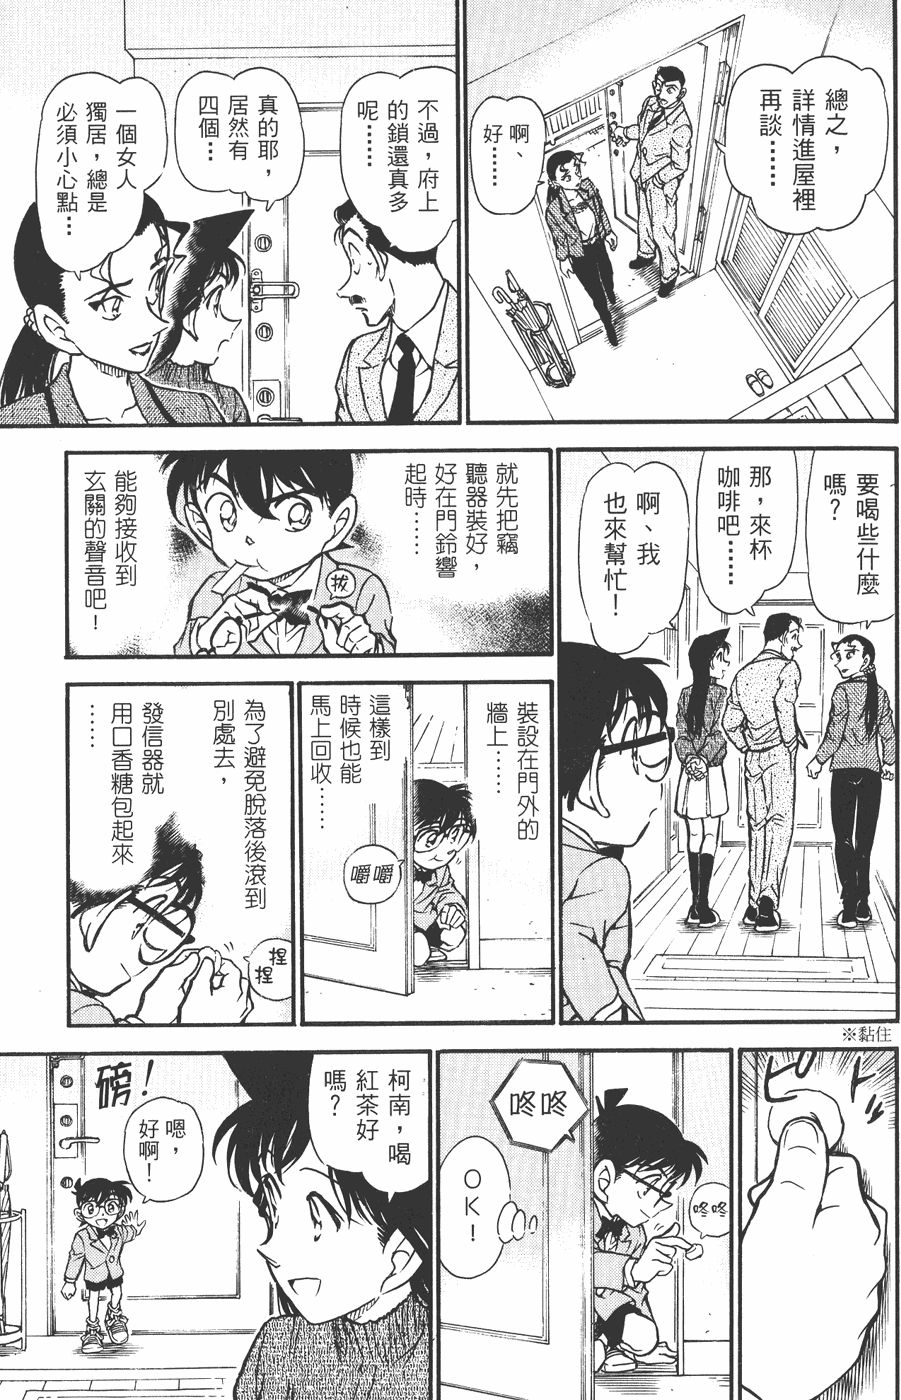 總之，
詳情進屋裡
再談……
啊、
好……
不過，府上
的鎖還真多
呢……
真的耶，
居然有
四個…
一個女人
獨居，總是
必須小心點…
要喝些什麼
嗎？
那，來杯
咖啡吧……
啊、我
也來幫忙！
就先把竊
聽器裝好，
好在門鈴響
起時……
拔
能夠接收到
玄關的聲音吧！
裝設在門外的
牆上…
這樣到
時候也能
馬上回收……
嚼嚼
為了避免脫落後滾到
別處去，
發信器就
用口香糖包起來
……
捏
捏
※黏住
ピトッ
咚咚
咚咚
OK！
柯南，喝
紅茶好
嗎？
磅！
嗯，
好啊！